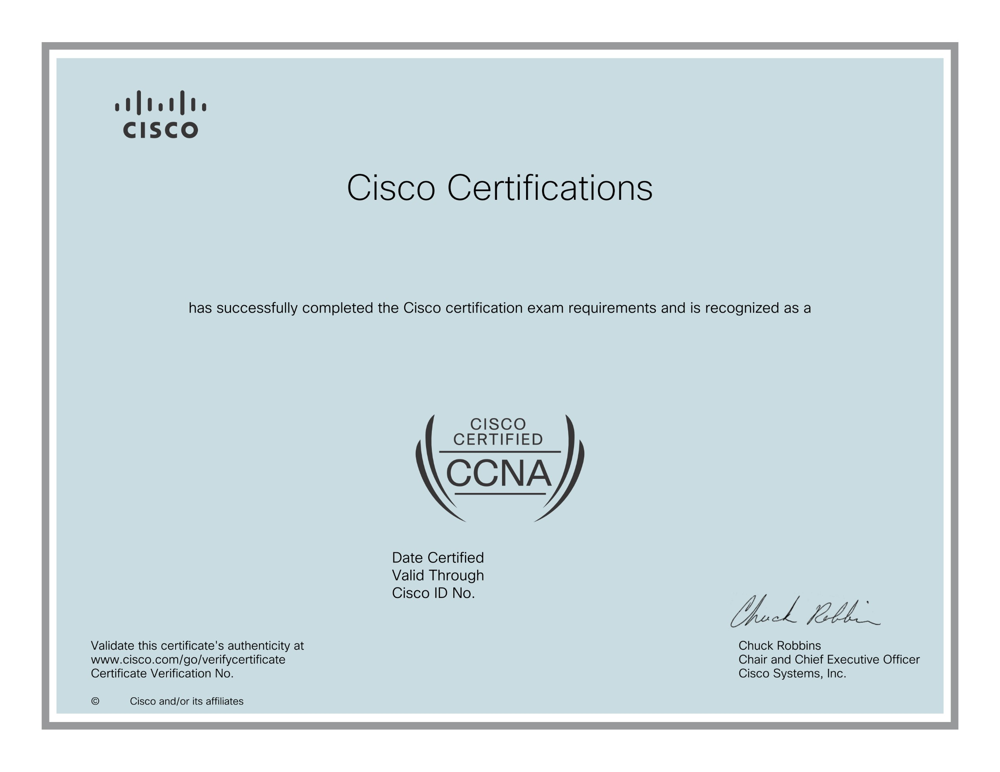 CISCO
Cisco Certifications
has successfully completed the Cisco certification exam requirements and is recognized as a
CISCO
CERTIFIED
CCNA
Date Certified
Valid Through
Cisco ID No.
Chuck Robbins
Validate this certificate's authenticity at
www.cisco.com/go/verifycertificate
Certificate Verification No.
Chuck Robbins
Chair and Chief Executive Officer
Cisco Systems, Inc.
© Cisco and/or its affiliates